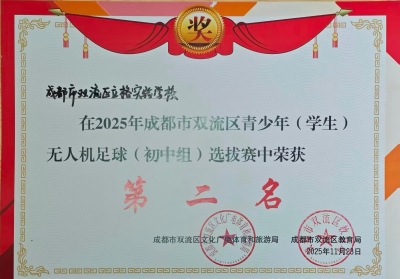 奖
成都市双流区立格实验学校
在2025年成都市双流区青少年（学生）
无人机足球（初中组）选拔赛中荣获
第二名
成都市双流区文化广播体育和旅游局 成都市双流区教育局
2025年11月23日